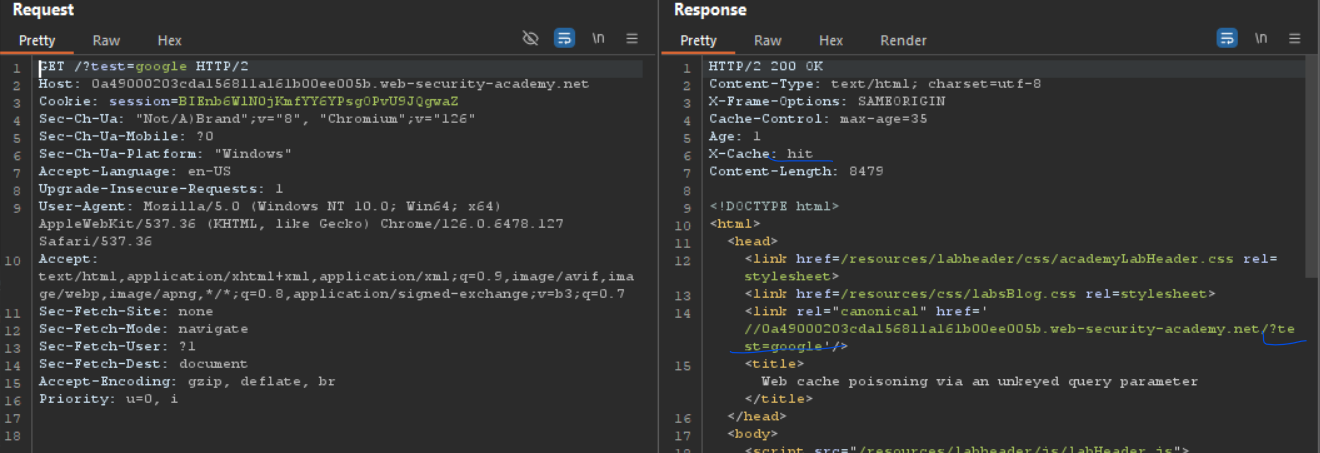 Request
Pretty Raw Hex \n
1 GET /?test=google HTTP/2
2 Host: 0a49000203cda156811a161b00ee005b.web-security-academy.net
3 Cookie: session=BIEnb6WlN0jKmfYY6YPsgOPvU9JQgwaZ
4 Sec-Ch-Ua: "Not/A)Brand";v="8", "Chromium";v="126"
5 Sec-Ch-Ua-Mobile: ?0
6 Sec-Ch-Ua-Platform: "Windows"
7 Accept-Language: en-US
8 Upgrade-Insecure-Requests: 1
9 User-Agent: Mozilla/5.0 (Windows NT 10.0; Win64; x64)
AppleWebKit/537.36 (KHTML, like Gecko) Chrome/126.0.6478.127
Safari/537.36
10 Accept:
text/html,application/xhtml+xml,application/xml;q=0.9,image/avif,ima
ge/webp,image/apng,*/*;q=0.8,application/signed-exchange;v=b3;q=0.7
11 Sec-Fetch-Site: none
12 Sec-Fetch-Mode: navigate
13 Sec-Fetch-User: ?1
14 Sec-Fetch-Dest: document
15 Accept-Encoding: gzip, deflate, br
16 Priority: u=0, i
17
18
Response
Pretty Raw Hex Render \n
1 HTTP/2 200 OK
2 Content-Type: text/html; charset=utf-8
3 X-Frame-Options: SAMEORIGIN
4 Cache-Control: max-age=35
5 Age: 1
6 X-Cache: hit
7 Content-Length: 8479
8
9 <!DOCTYPE html>
10 <html>
11 <head>
12 <link href=/resources/labheader/css/academyLabHeader.css rel=
stylesheet>
13 <link href=/resources/css/labsBlog.css rel=stylesheet>
14 <link rel="canonical" href='
//0a49000203cda156811a161b00ee005b.web-security-academy.net/?te
st=google'/>
15 <title>
Web cache poisoning via an unkeyed query parameter
</title>
16 </head>
17 <body>
18 <script src="/resources/labheader/js/labHeader.js">